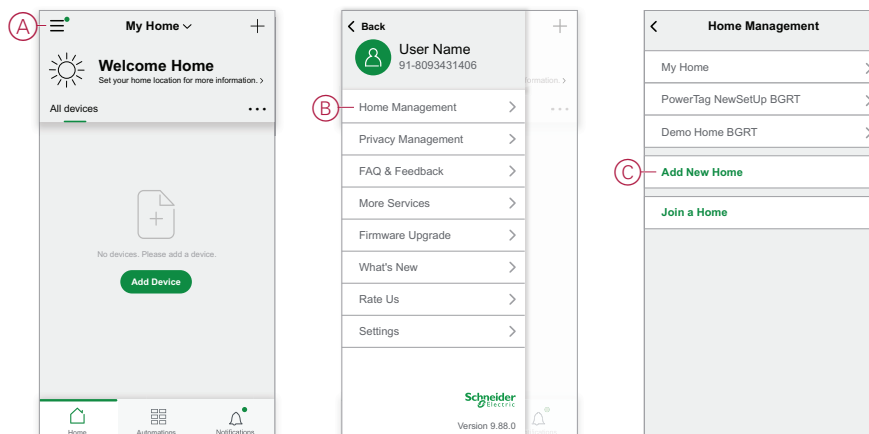 A
My Home
Welcome Home
Set your home location for more information. >
All devices
No devices. Please add a device.
Add Device
Home
Automations
Notifications
Back
User Name
91-8093431406
B
Home Management
Privacy Management
FAQ & Feedback
More Services
Firmware Upgrade
What's New
Rate Us
Settings
Schneider
Electric
Version 9.88.0
Home Management
My Home
PowerTag NewSetUp BGRT
Demo Home BGRT
C
Add New Home
Join a Home